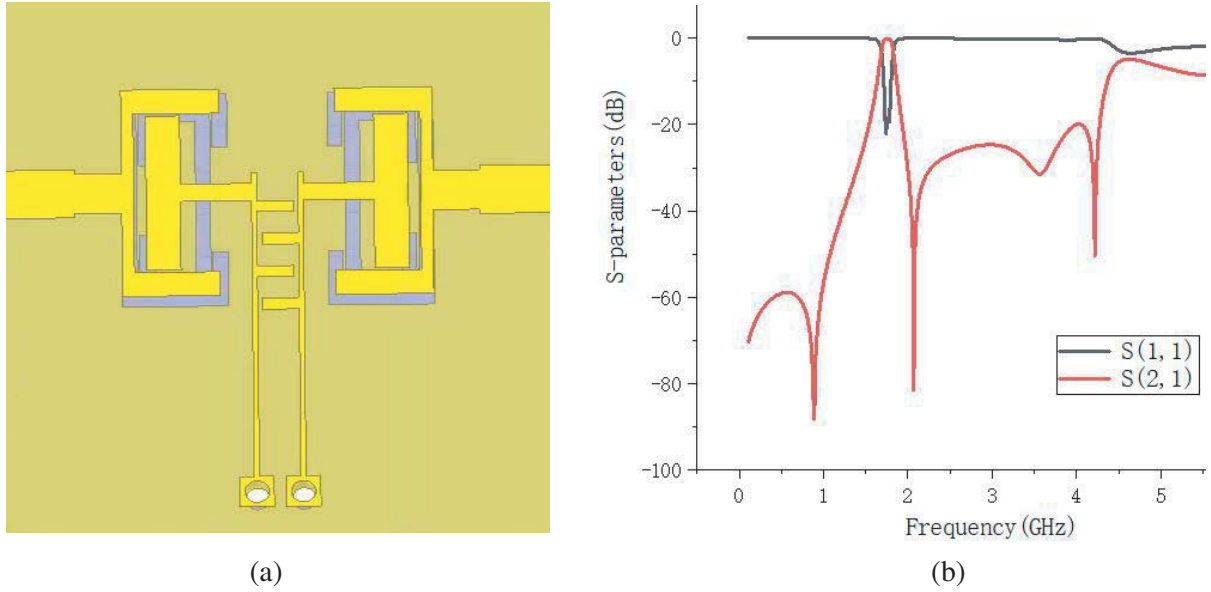 0
-20
-40
-60
-80
-100
S-parameters(dB)
S(1,1)
S(2,1)
0 1 2 3 4 5
Frequency(GHz)
(a) (b)